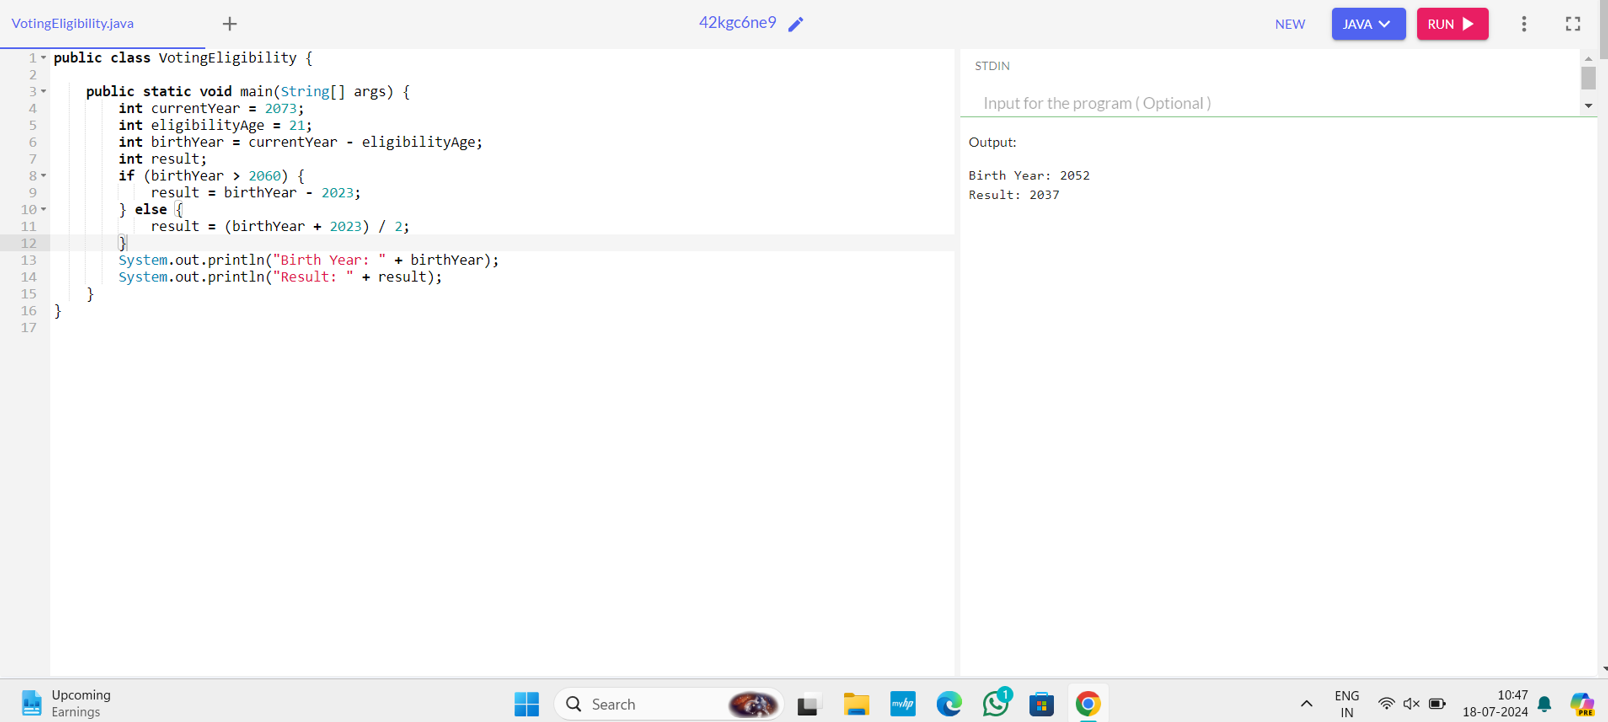 VotingEligibility.java
+
42kgc6ne9
NEW
JAVA
RUN
1 public class VotingEligibility {
2
3     public static void main(String[] args) {
4         int currentYear = 2073;
5         int eligibilityAge = 21;
6         int birthYear = currentYear - eligibilityAge;
7         int result;
8         if (birthYear > 2060) {
9             result = birthYear - 2023;
10         } else {
11             result = (birthYear + 2023) / 2;
12         }
13         System.out.println("Birth Year: " + birthYear);
14         System.out.println("Result: " + result);
15     }
16 }
17
STDIN
Input for the program ( Optional )
Output:
Birth Year: 2052
Result: 2037
Upcoming
Earnings
Search
myhp
1
ENG
IN
10:47
18-07-2024
PRE